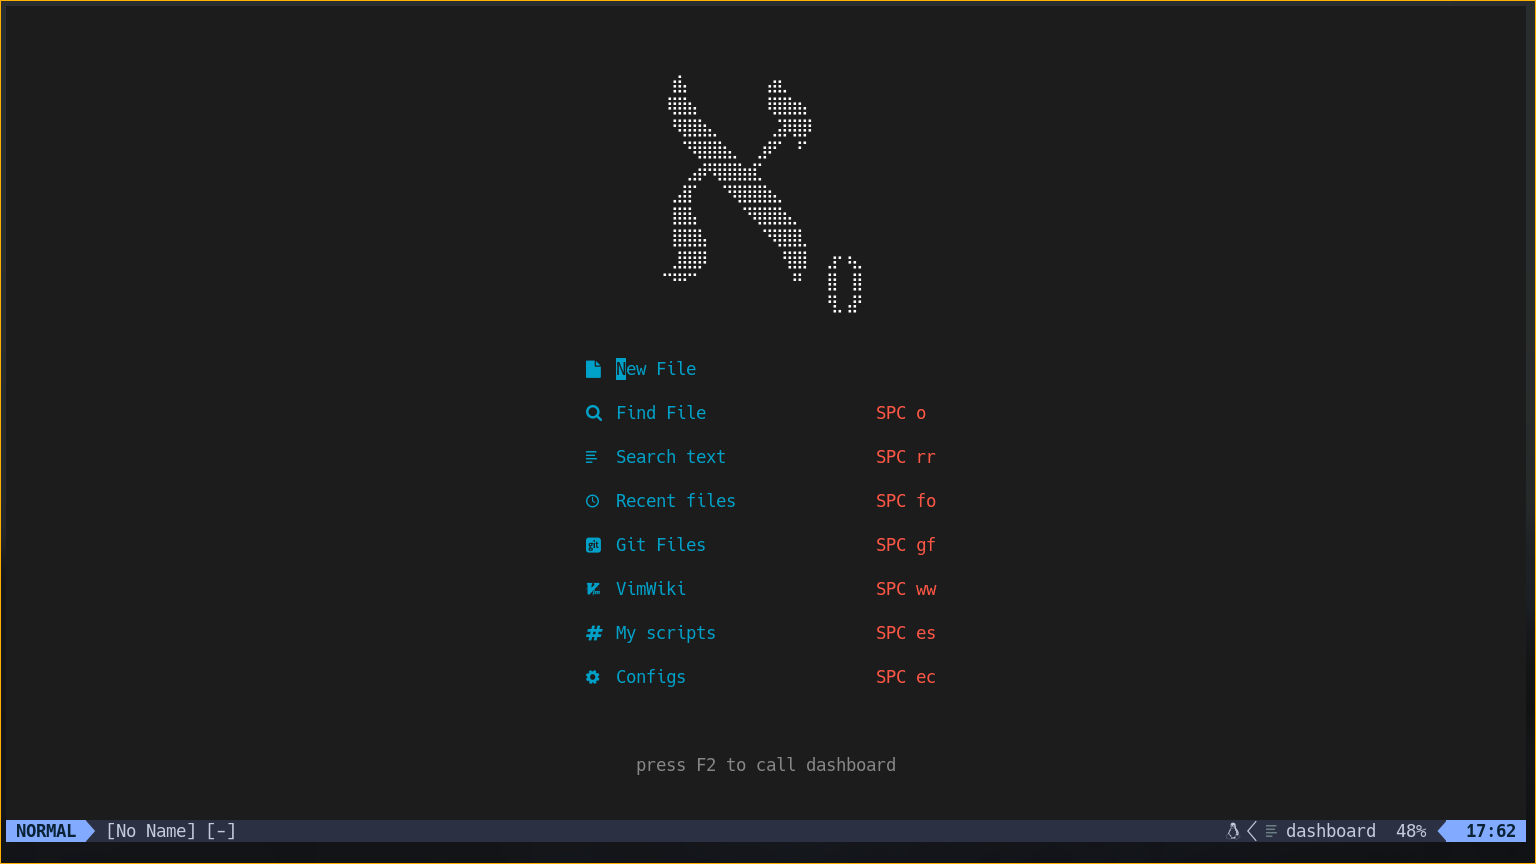 New File
Find File SPC o
Search text SPC rr
Recent files SPC fo
Git Files SPC gf
VimWiki SPC ww
My scripts SPC es
Configs SPC ec
press F2 to call dashboard
NORMAL [No Name] [-] dashboard 48% 17:62